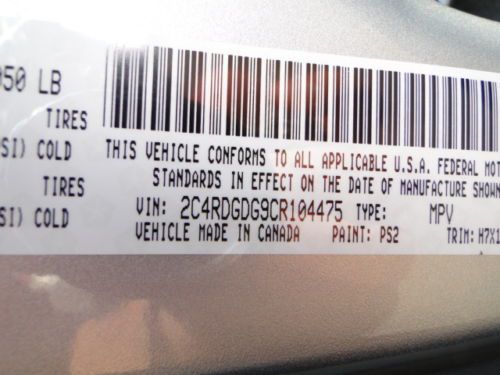 050 LB
TIRES
SI) COLD
THIS VEHICLE CONFORMS TO ALL APPLICABLE U.S.A. FEDERAL MOT
STANDARDS IN EFFECT ON THE DATE OF MANUFACTURE SHOWN
TIRES
SI) COLD
VIN: 2C4RDGDG9CR104475 TYPE: MPV
VEHICLE MADE IN CANADA PAINT: PS2 TRIM: H7X1